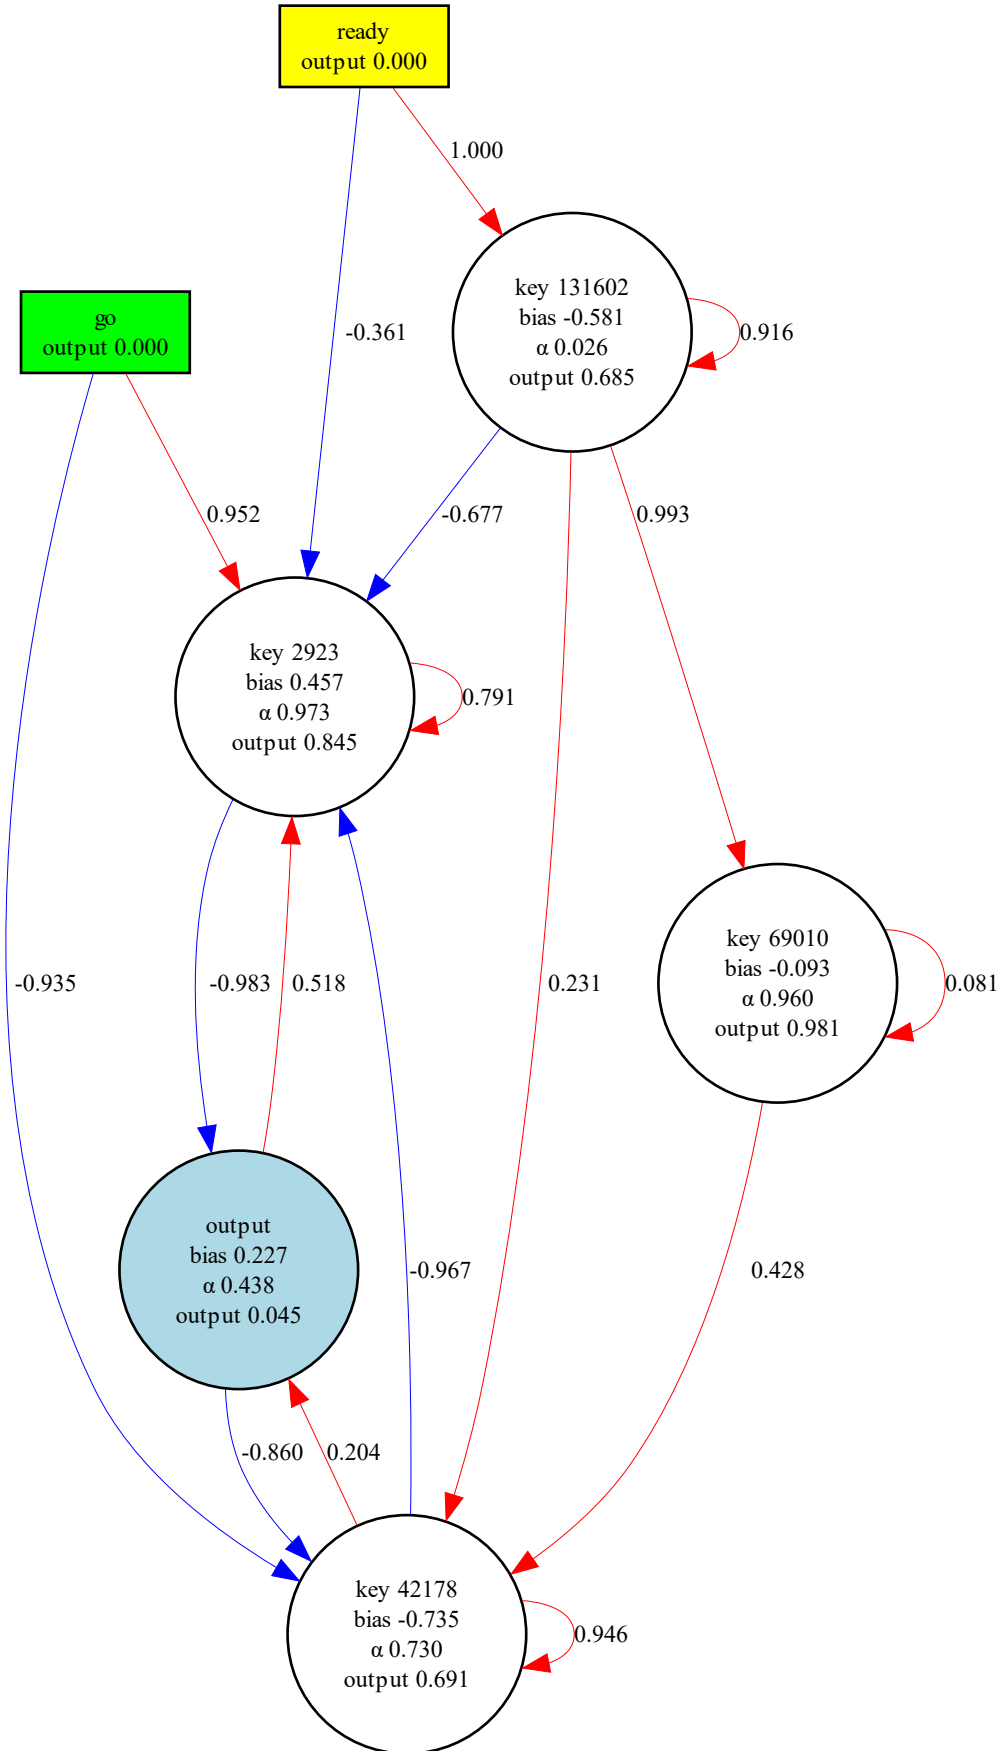 ready
output 0.000
1.000
key 131602
bias -0.581
α 0.026
output 0.685
0.916
go
output 0.000
-0.361
0.952
-0.677
0.993
key 2923
bias 0.457
α 0.973
output 0.845
0.791
key 69010
bias -0.093
α 0.960
output 0.981
0.081
-0.935
-0.983
0.518
0.231
output
bias 0.227
α 0.438
output 0.045
-0.967
0.428
-0.860
0.204
key 42178
bias -0.735
α 0.730
output 0.691
0.946